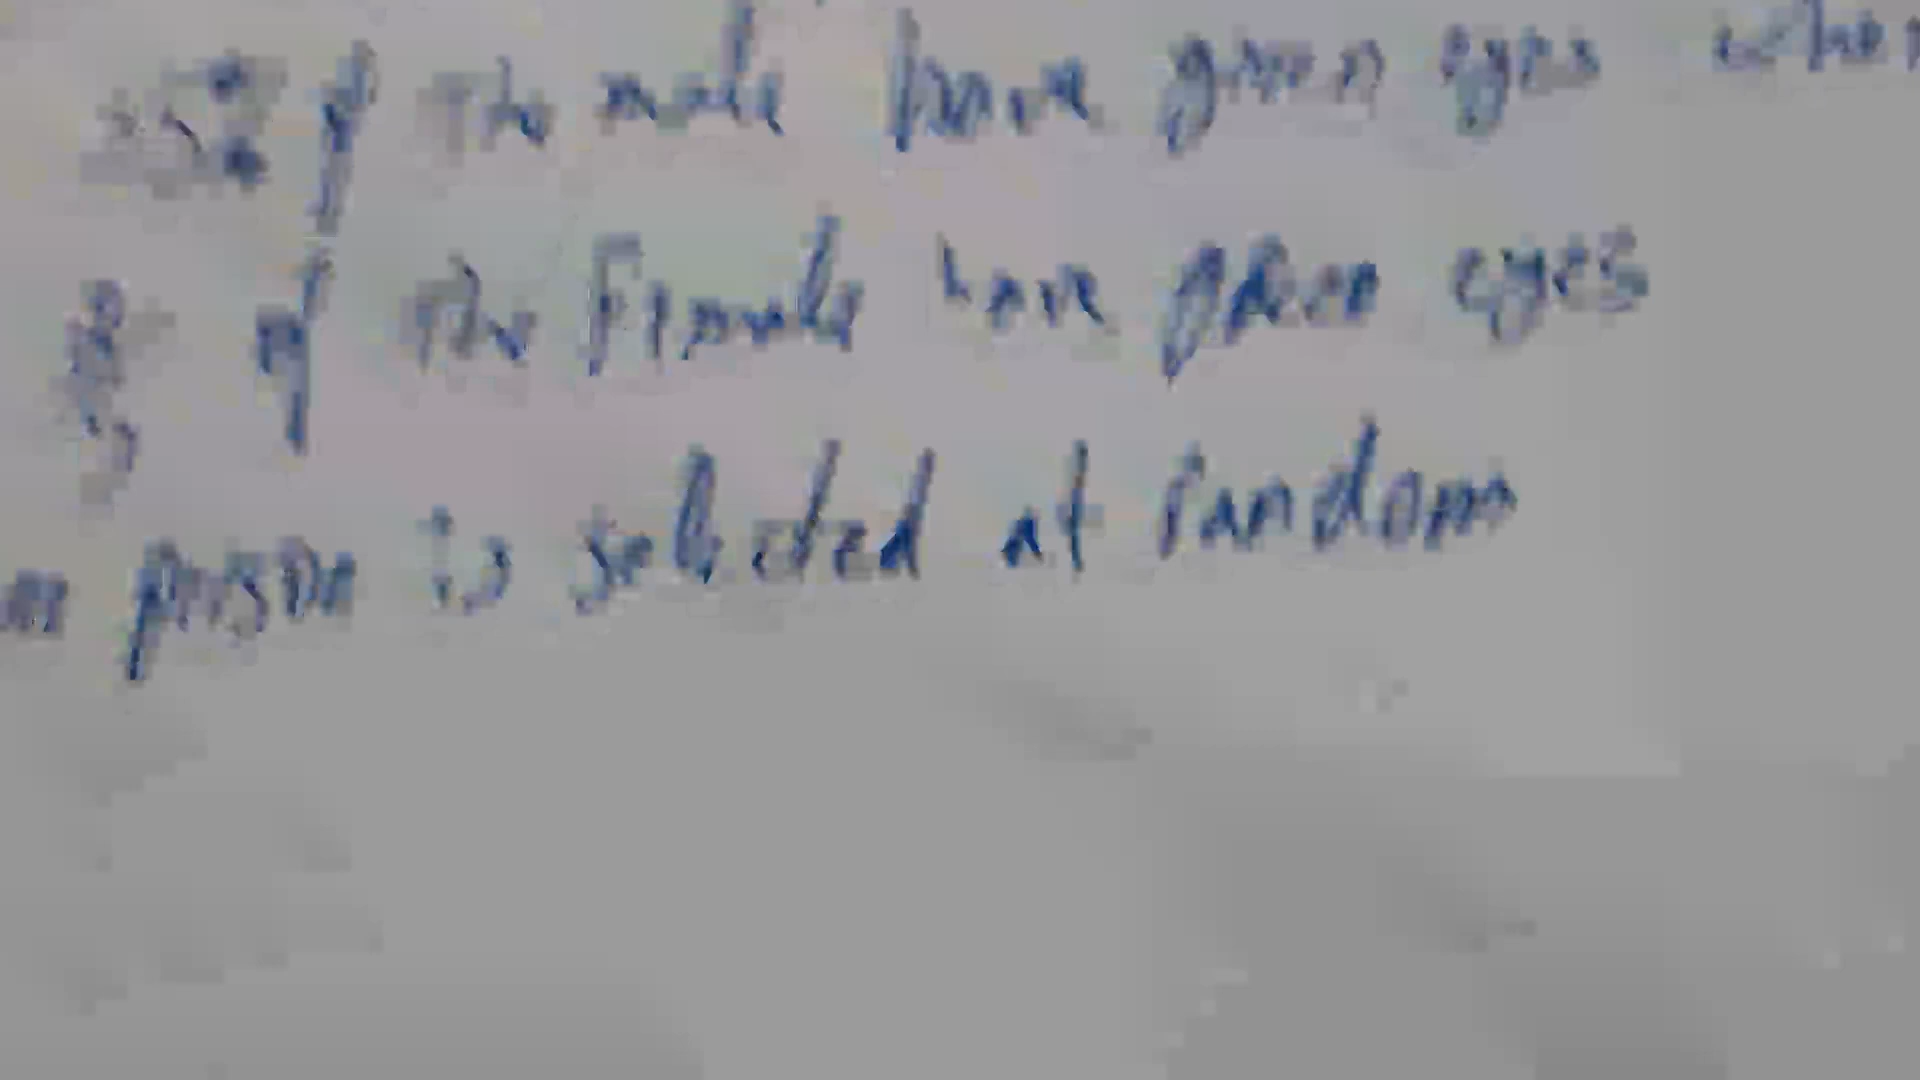 of the male have green eyes
of the Female have green eyes
person is selected at random